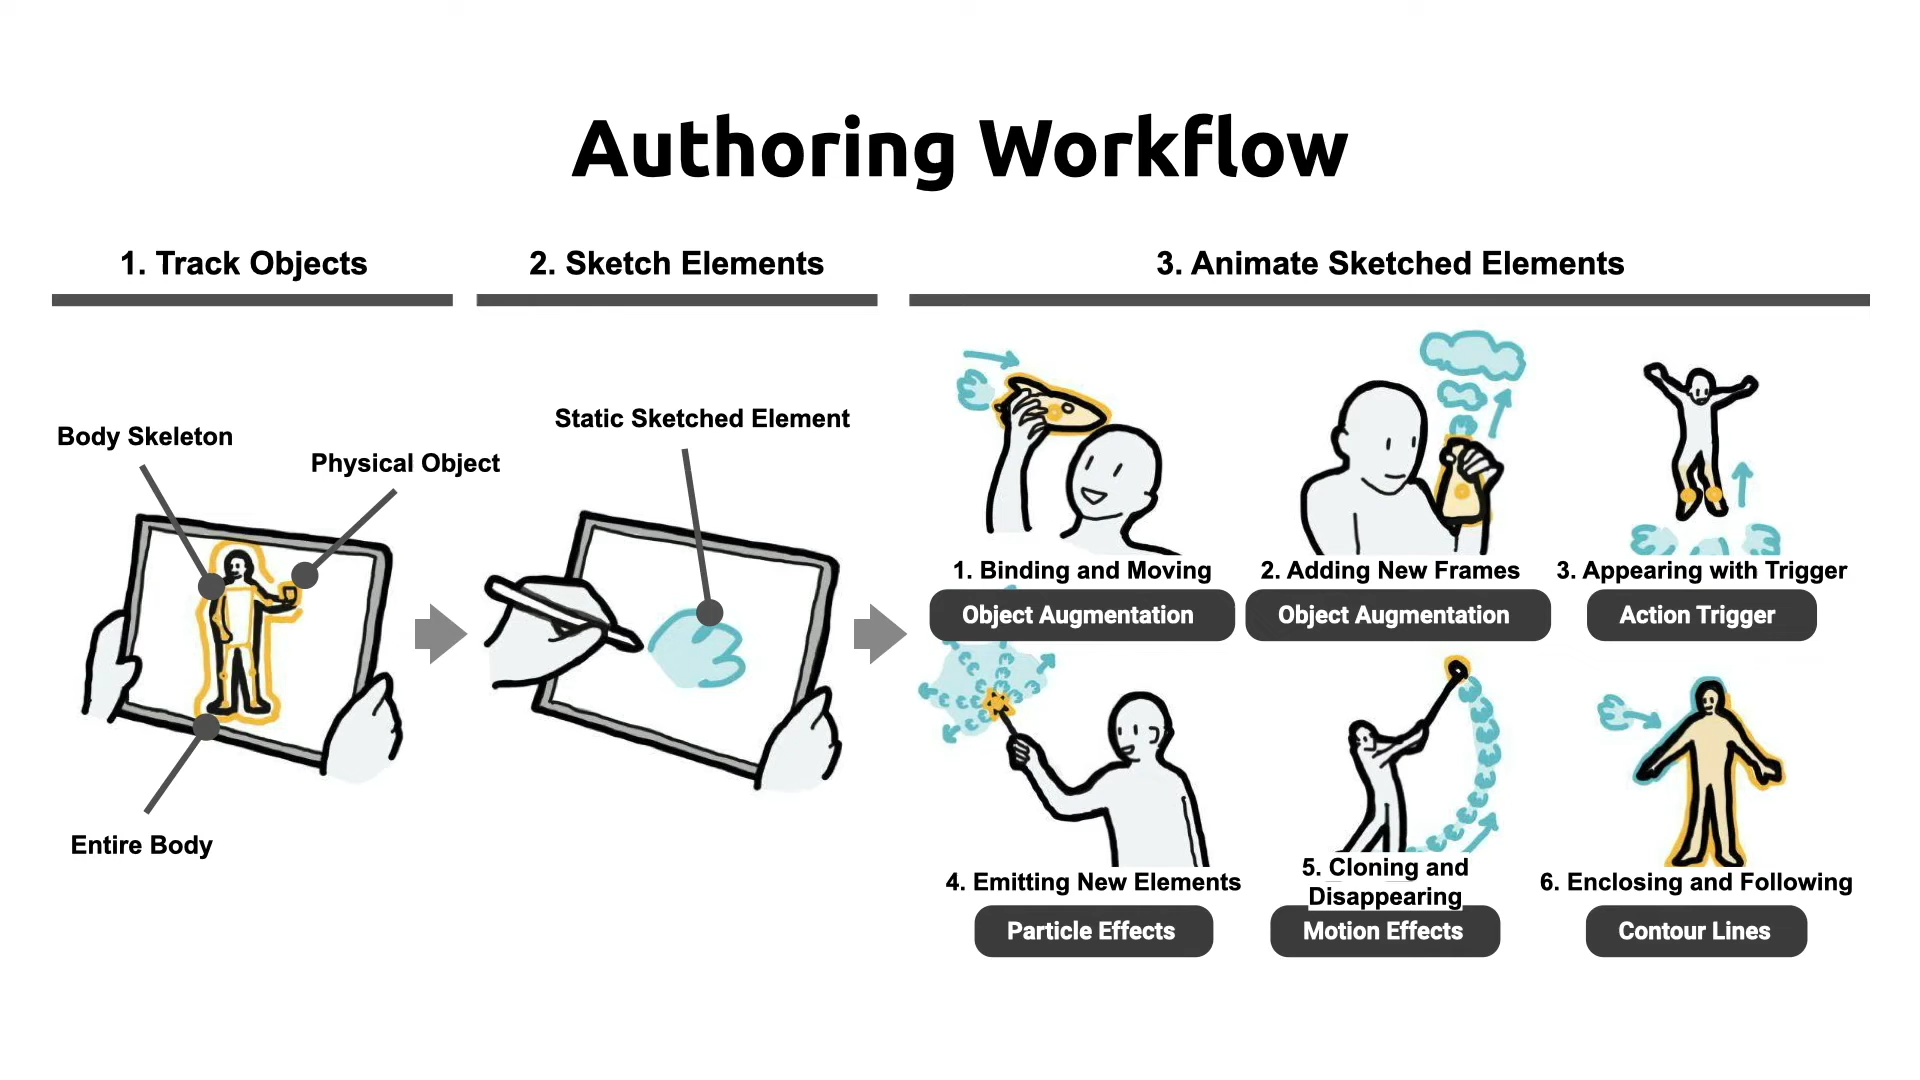 Authoring Workflow
1. Track Objects
2. Sketch Elements
3. Animate Sketched Elements
Body Skeleton
Physical Object
Entire Body
Static Sketched Element
1. Binding and Moving
Object Augmentation
2. Adding New Frames
Object Augmentation
3. Appearing with Trigger
Action Trigger
4. Emitting New Elements
Particle Effects
5. Cloning and
Disappearing
Motion Effects
6. Enclosing and Following
Contour Lines